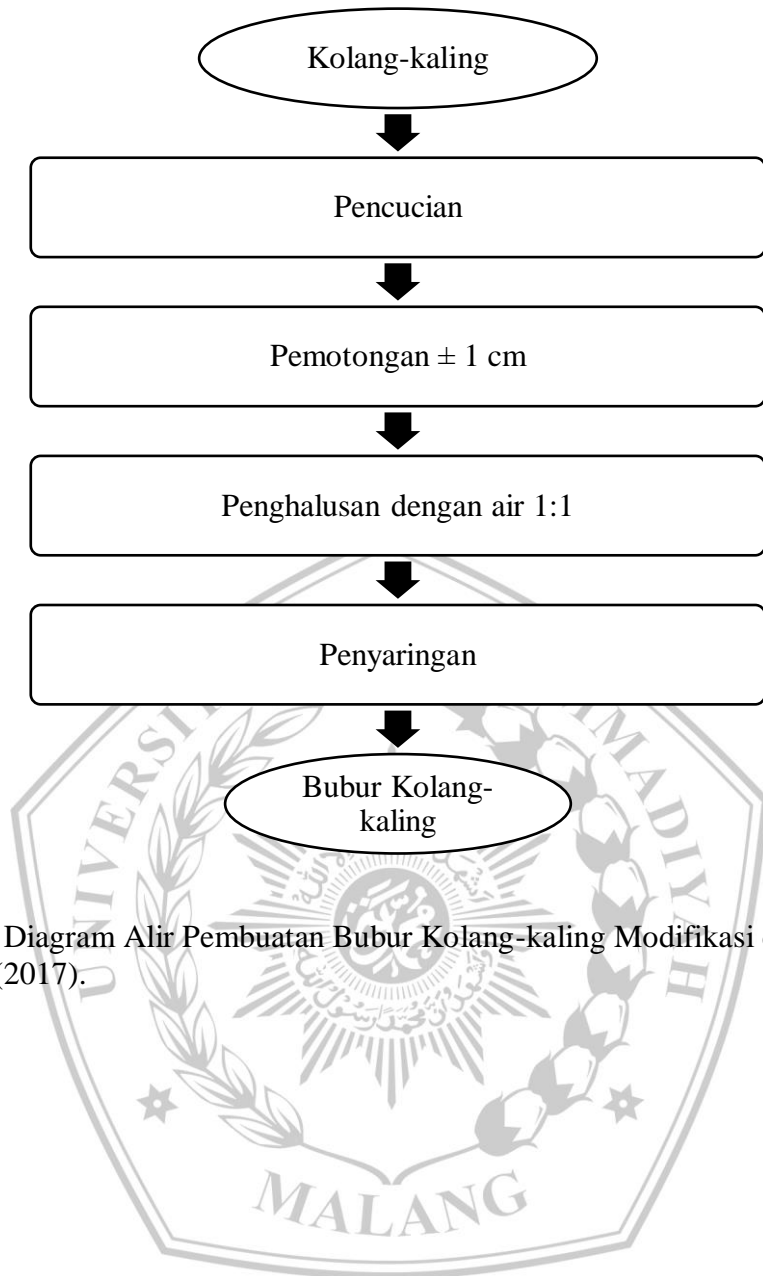 Kolang-kaling
Pencucian
Pemotongan ± 1 cm
Penghalusan dengan air 1:1
Penyaringan
Bubur Kolang-
kaling
Diagram Alir Pembuatan Bubur Kolang-kaling Modifikasi
(2017).
MALANG